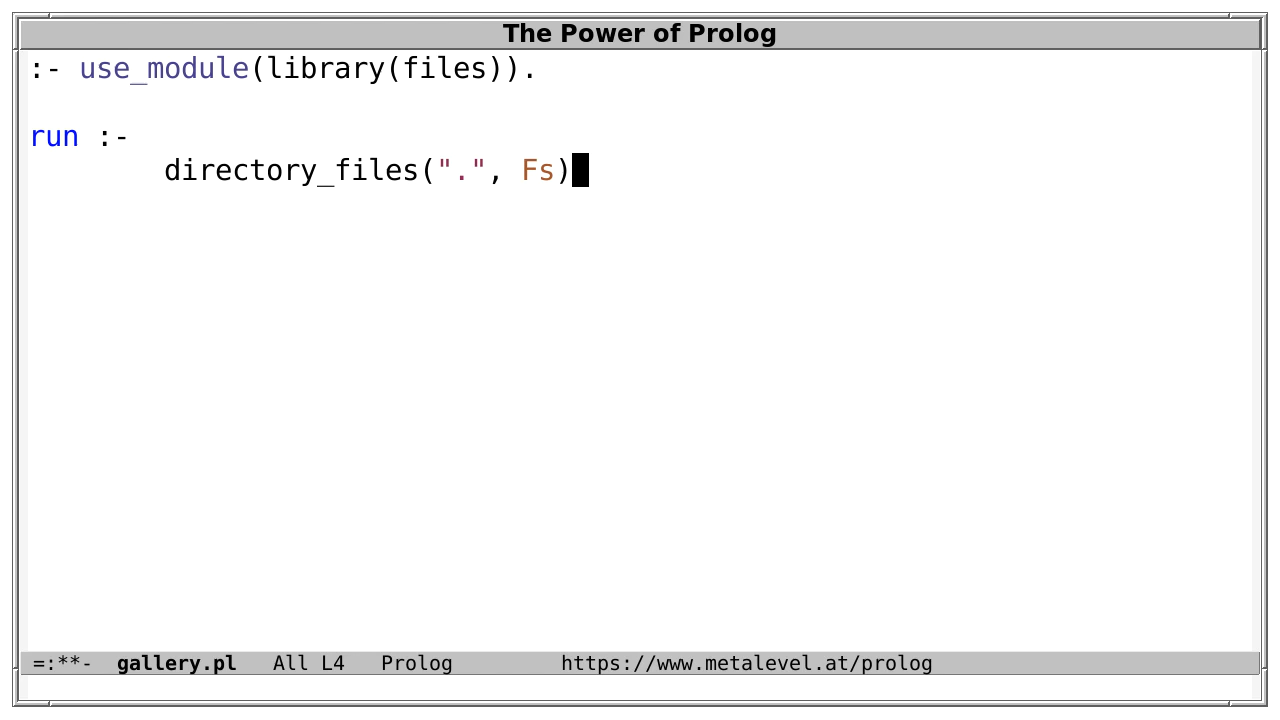 The Power of Prolog
:- use_module(library(files)).
run :-
        directory_files(".", Fs)
=:**-  gallery.pl   All L4   Prolog         https://www.metalevel.at/prolog